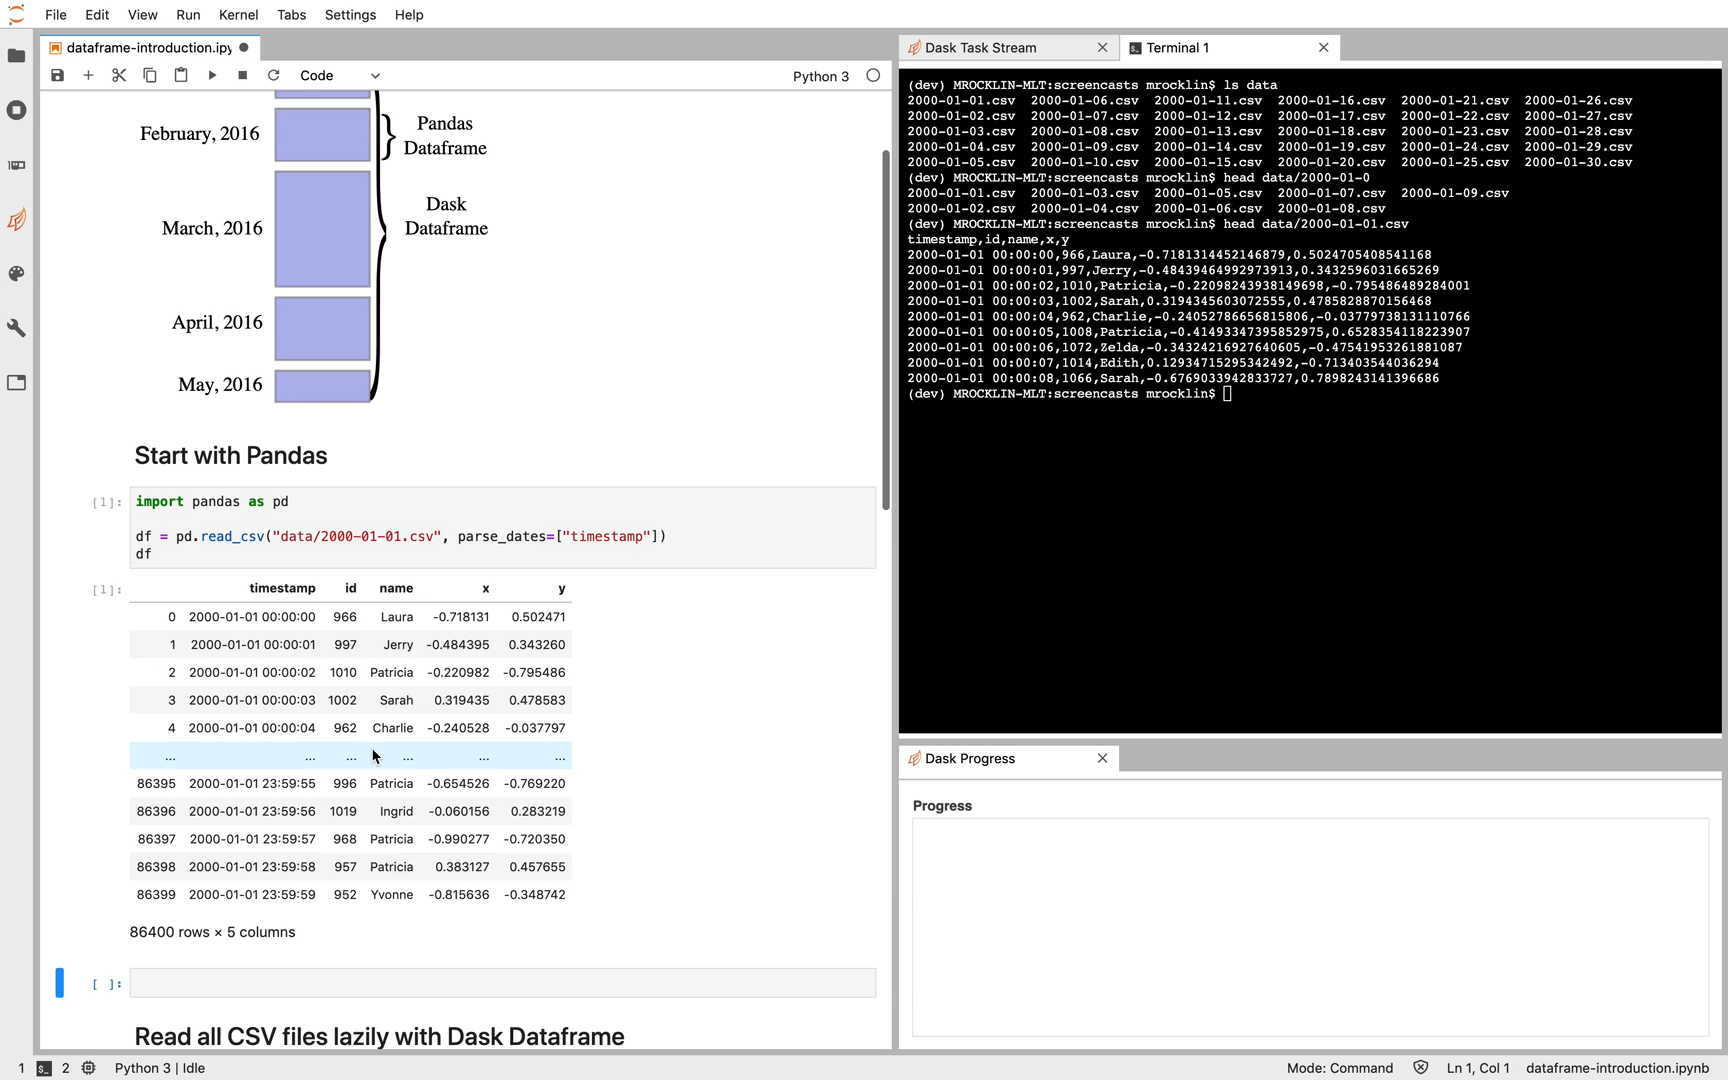 File Edit View Run Kernel Tabs Settings Help
dataframe-introduction.ipy
Code
Python 3
February, 2016
Pandas
Dataframe
March, 2016
Dask
Dataframe
April, 2016
May, 2016
Start with Pandas
[1]:
import pandas as pd
df = pd.read_csv("data/2000-01-01.csv", parse_dates=["timestamp"])
df
[1]:
timestamp id name x y
0 2000-01-01 00:00:00 966 Laura -0.718131 0.502471
1 2000-01-01 00:00:01 997 Jerry -0.484395 0.343260
2 2000-01-01 00:00:02 1010 Patricia -0.220982 -0.795486
3 2000-01-01 00:00:03 1002 Sarah 0.319435 0.478583
4 2000-01-01 00:00:04 962 Charlie -0.240528 -0.037797
... ... ... ... ... ...
86395 2000-01-01 23:59:55 996 Patricia -0.654526 -0.769220
86396 2000-01-01 23:59:56 1019 Ingrid -0.060156 0.283219
86397 2000-01-01 23:59:57 968 Patricia -0.990277 -0.720350
86398 2000-01-01 23:59:58 957 Patricia 0.383127 0.457655
86399 2000-01-01 23:59:59 952 Yvonne -0.815636 -0.348742
86400 rows × 5 columns
[ ]:
Read all CSV files lazily with Dask Dataframe
Dask Task Stream
Terminal 1
(dev) MROCKLIN-MLT:screencasts mrocklin$ ls data
2000-01-01.csv 2000-01-06.csv 2000-01-11.csv 2000-01-16.csv 2000-01-21.csv 2000-01-26.csv
2000-01-02.csv 2000-01-07.csv 2000-01-12.csv 2000-01-17.csv 2000-01-22.csv 2000-01-27.csv
2000-01-03.csv 2000-01-08.csv 2000-01-13.csv 2000-01-18.csv 2000-01-23.csv 2000-01-28.csv
2000-01-04.csv 2000-01-09.csv 2000-01-14.csv 2000-01-19.csv 2000-01-24.csv 2000-01-29.csv
2000-01-05.csv 2000-01-10.csv 2000-01-15.csv 2000-01-20.csv 2000-01-25.csv 2000-01-30.csv
(dev) MROCKLIN-MLT:screencasts mrocklin$ head data/2000-01-0
2000-01-01.csv 2000-01-03.csv 2000-01-05.csv 2000-01-07.csv 2000-01-09.csv
2000-01-02.csv 2000-01-04.csv 2000-01-06.csv 2000-01-08.csv
(dev) MROCKLIN-MLT:screencasts mrocklin$ head data/2000-01-01.csv
timestamp,id,name,x,y
2000-01-01 00:00:00,966,Laura,-0.7181314452146879,0.5024705408541168
2000-01-01 00:00:01,997,Jerry,-0.48439464992973913,0.3432596031665269
2000-01-01 00:00:02,1010,Patricia,-0.22098243938149698,-0.795486489284001
2000-01-01 00:00:03,1002,Sarah,0.3194345603072555,0.4785828870156468
2000-01-01 00:00:04,962,Charlie,-0.24052786656815806,-0.03779738131110766
2000-01-01 00:00:05,1008,Patricia,-0.41493347395852975,0.6528354118223907
2000-01-01 00:00:06,1072,Zelda,-0.34324216927640605,-0.47541953261881087
2000-01-01 00:00:07,1014,Edith,0.12934715295342492,-0.713403544036294
2000-01-01 00:00:08,1066,Sarah,-0.6769033942833727,0.7898243141396686
(dev) MROCKLIN-MLT:screencasts mrocklin$
Dask Progress
Progress
1 2 Python 3 | Idle
Mode: Command Ln 1, Col 1 dataframe-introduction.ipynb